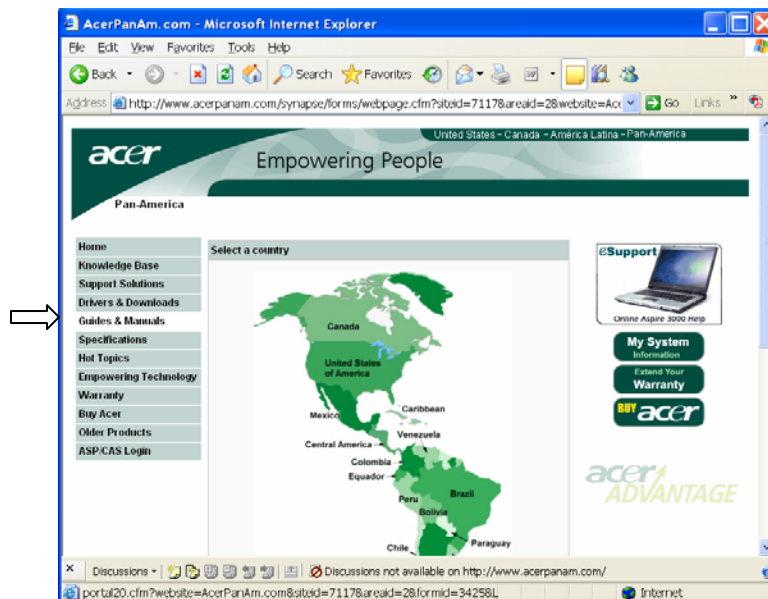 AcerPanAm.com - Microsoft Internet Explorer
File Edit View Favorites Tools Help
Back Search Favorites
Address http://www.acerpanam.com/synapse/forms/webpage.cfm?siteid=7117&areaid=2&website=Ace Go Links »
United States - Canada - América Latina - Pan-America
acer Empowering People
Pan-America
Home
Knowledge Base
Support Solutions
Drivers & Downloads
Guides & Manuals
Specifications
Hot Topics
Empowering Technology
Warranty
Buy Acer
Older Products
ASP/CAS Login
Select a country
Canada
United States
of America
Mexico
Caribbean
Central America
Venezuela
Colombia
Equador
Peru
Brazil
Bolivia
Chile
Paraguay
eSupport
Online Aspire 3000 Help
My System
Information
Extend Your
Warranty
BUY acer
acer
ADVANTAGE
× Discussions Discussions not available on http://www.acerpanam.com/
portal20.cfm?website=AcerPanAm.com&siteid=7117&areaid=2&formid=3425&L Internet